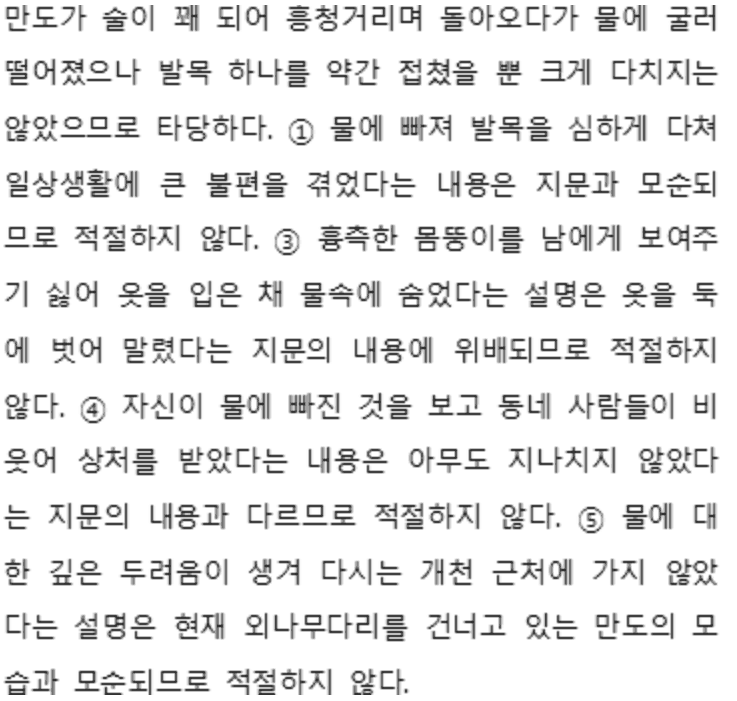 만도가 술이 꽤 되어 흥청거리며 돌아오다가 물에 굴러
떨어졌으나 발목 하나를 약간 접쳤을 뿐 크게 다치지는
않았으므로 타당하다. ① 물에 빠져 발목을 심하게 다쳐
일상생활에 큰 불편을 겪었다는 내용은 지문과 모순되
므로 적절하지 않다. ③ 흉측한 몸뚱이를 남에게 보여주
기 싫어 옷을 입은 채 물속에 숨었다는 설명은 옷을 둑
에 벗어 말렸다는 지문의 내용에 위배되므로 적절하지
않다. ④ 자신이 물에 빠진 것을 보고 동네 사람들이 비
웃어 상처를 받았다는 내용은 아무도 지나치지 않았다
는 지문의 내용과 다르므로 적절하지 않다. ⑤ 물에 대
한 깊은 두려움이 생겨 다시는 개천 근처에 가지 않았
다는 설명은 현재 외나무다리를 건너고 있는 만도의 모
습과 모순되므로 적절하지 않다.